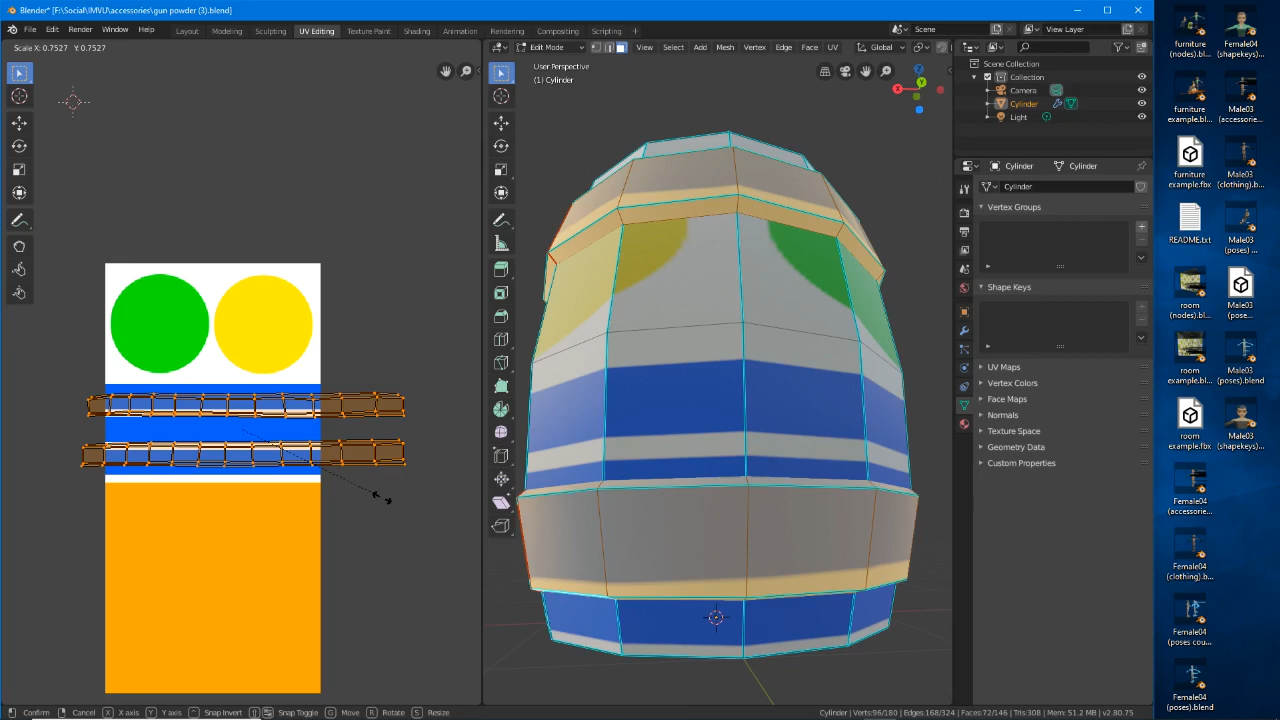 Blender* [F:\Social\IMVU\accessories\gun powder (3).blend]
File Edit Render Window Help
Layout Modeling Sculpting UV Editing Texture Paint Shading Animation Rendering Compositing Scripting +
Scene
View Layer
Scale X: 0.7527 Y: 0.7527
Edit Mode View Select Add Mesh Vertex Edge Face UV Global
User Perspective
(1) Cylinder
Z
Y
X
Scene Collection
Collection
Camera
Cylinder
Light
Cylinder Cylinder
Cylinder
Vertex Groups
Shape Keys
UV Maps
Vertex Colors
Face Maps
Normals
Texture Space
Geometry Data
Custom Properties
Confirm Cancel X X axis Y Y axis Snap Invert Snap Toggle G Move R Rotate S Resize
Cylinder | Verts:96/180 | Edges:168/324 | Faces:72/146 | Tris:308 | Mem: 51.2 MB | v2.80.75
furniture
(nodes).bl...
Female04
(shapekeys)...
furniture
example.bl...
Male03
(accessorie...
furniture
example.fbx
Male03
(clothing).b...
README.txt
Male03
(poses) ...
room
(nodes).bl...
Male03
(pose...
room
example.bl...
Male03
(poses).blend
room
example.fbx
Male03
(shapekeys)...
Female04
(accessorie...
Female04
(clothing).b...
Female04
(poses cou...
Female04
(poses).blend